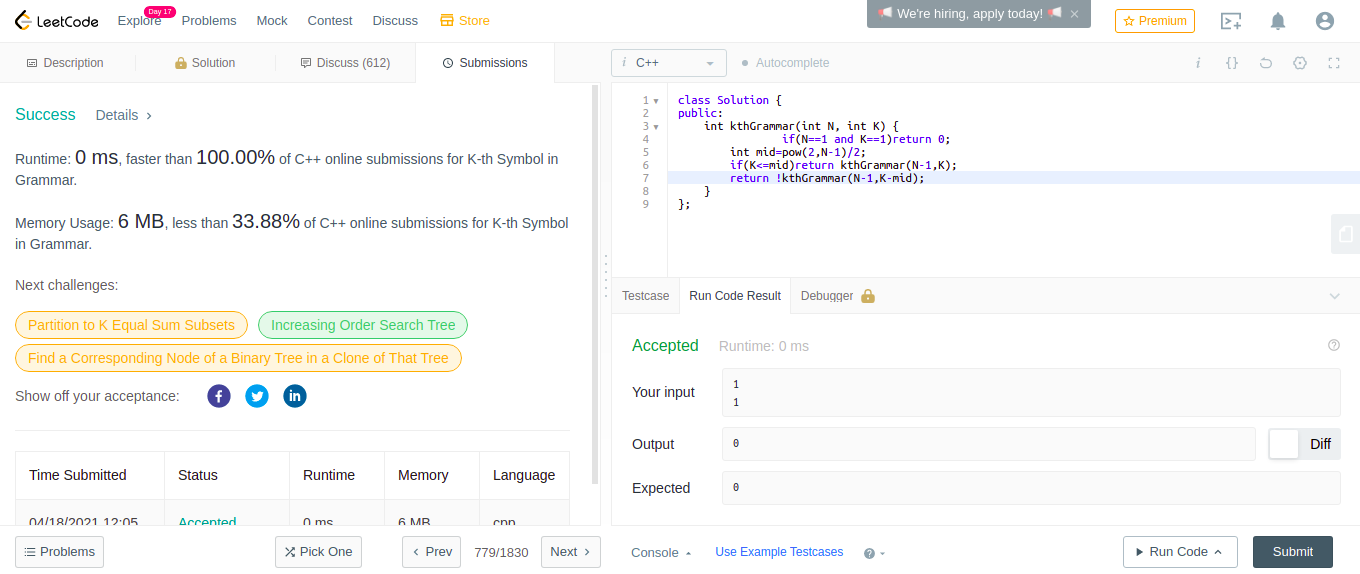 LeetCode
Explore
Day 17
Problems
Mock
Contest
Discuss
Store
We're hiring, apply today!
Premium
Description
Solution
Discuss (612)
Submissions
i C++
Autocomplete
Success
Details
Runtime: 0 ms, faster than 100.00% of C++ online submissions for K-th Symbol in
Grammar.
Memory Usage: 6 MB, less than 33.88% of C++ online submissions for K-th Symbol
in Grammar.
Next challenges:
Partition to K Equal Sum Subsets
Increasing Order Search Tree
Find a Corresponding Node of a Binary Tree in a Clone of That Tree
Show off your acceptance:
Time Submitted Status Runtime Memory Language
04/18/2021 12:05 Accepted 0 ms 6 MB cpp
Problems
Pick One
Prev
779/1830
Next
1 class Solution {
2 public:
3 int kthGrammar(int N, int K) {
4 if(N==1 and K==1)return 0;
5 int mid=pow(2,N-1)/2;
6 if(K<=mid)return kthGrammar(N-1,K);
7 return !kthGrammar(N-1,K-mid);
8 }
9 };
Testcase
Run Code Result
Debugger
Accepted
Runtime: 0 ms
Your input
1
1
Output
0
Diff
Expected
0
Console
Use Example Testcases
Run Code
Submit